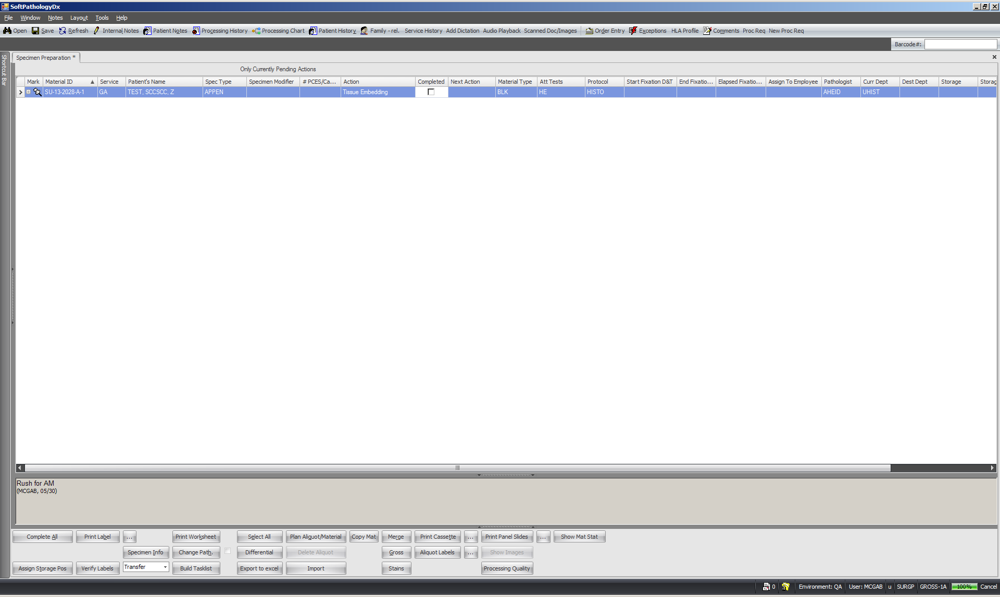 SoftPathologyDx
File Window Notes Layout Tools Help
Open Save Refresh Internal Notes Patient Notes Processing History Processing Chart Patient History Family - rel. Service History Add Dictation Audio Playback Scanned Doc/Images Order Entry Exceptions HLA Profile Comments Proc Req New Proc Req
Barcode#:
Shortcut Bar
Specimen Preparation *
Only Currently Pending Actions
Mark Material ID Service Patient's Name Spec Type Specimen Modifier # PCES/Ca... Action Completed Next Action Material Type Att Tests Protocol Start Fixation D&T End Fixatio... Elapsed Fixatio... Assign To Employee Pathologist Curr Dept Dest Dept Storage Storag
SU-13-2028-A-1 GA TEST, SCCSCC, Z APPEN Tissue Embedding BLK HE HISTO AHEID UHIST
Rush for AM
(MCGAB, 05/30)
Complete All Print Label ... Print Worksheet Select All Plan Aliquot/Material Copy Mat Merge Print Cassette ... Print Panel Slides ... Show Mat Stat
Specimen Info Change Path. Differential Delete Aliquot Gross Aliquot Labels ... Show Images
Assign Storage Pos Verify Labels Transfer Build Tasklist Export to excel Import Stains Processing Quality
0 Environment: QA User: MCGAB u SURGP GROSS-1A 100% Cancel